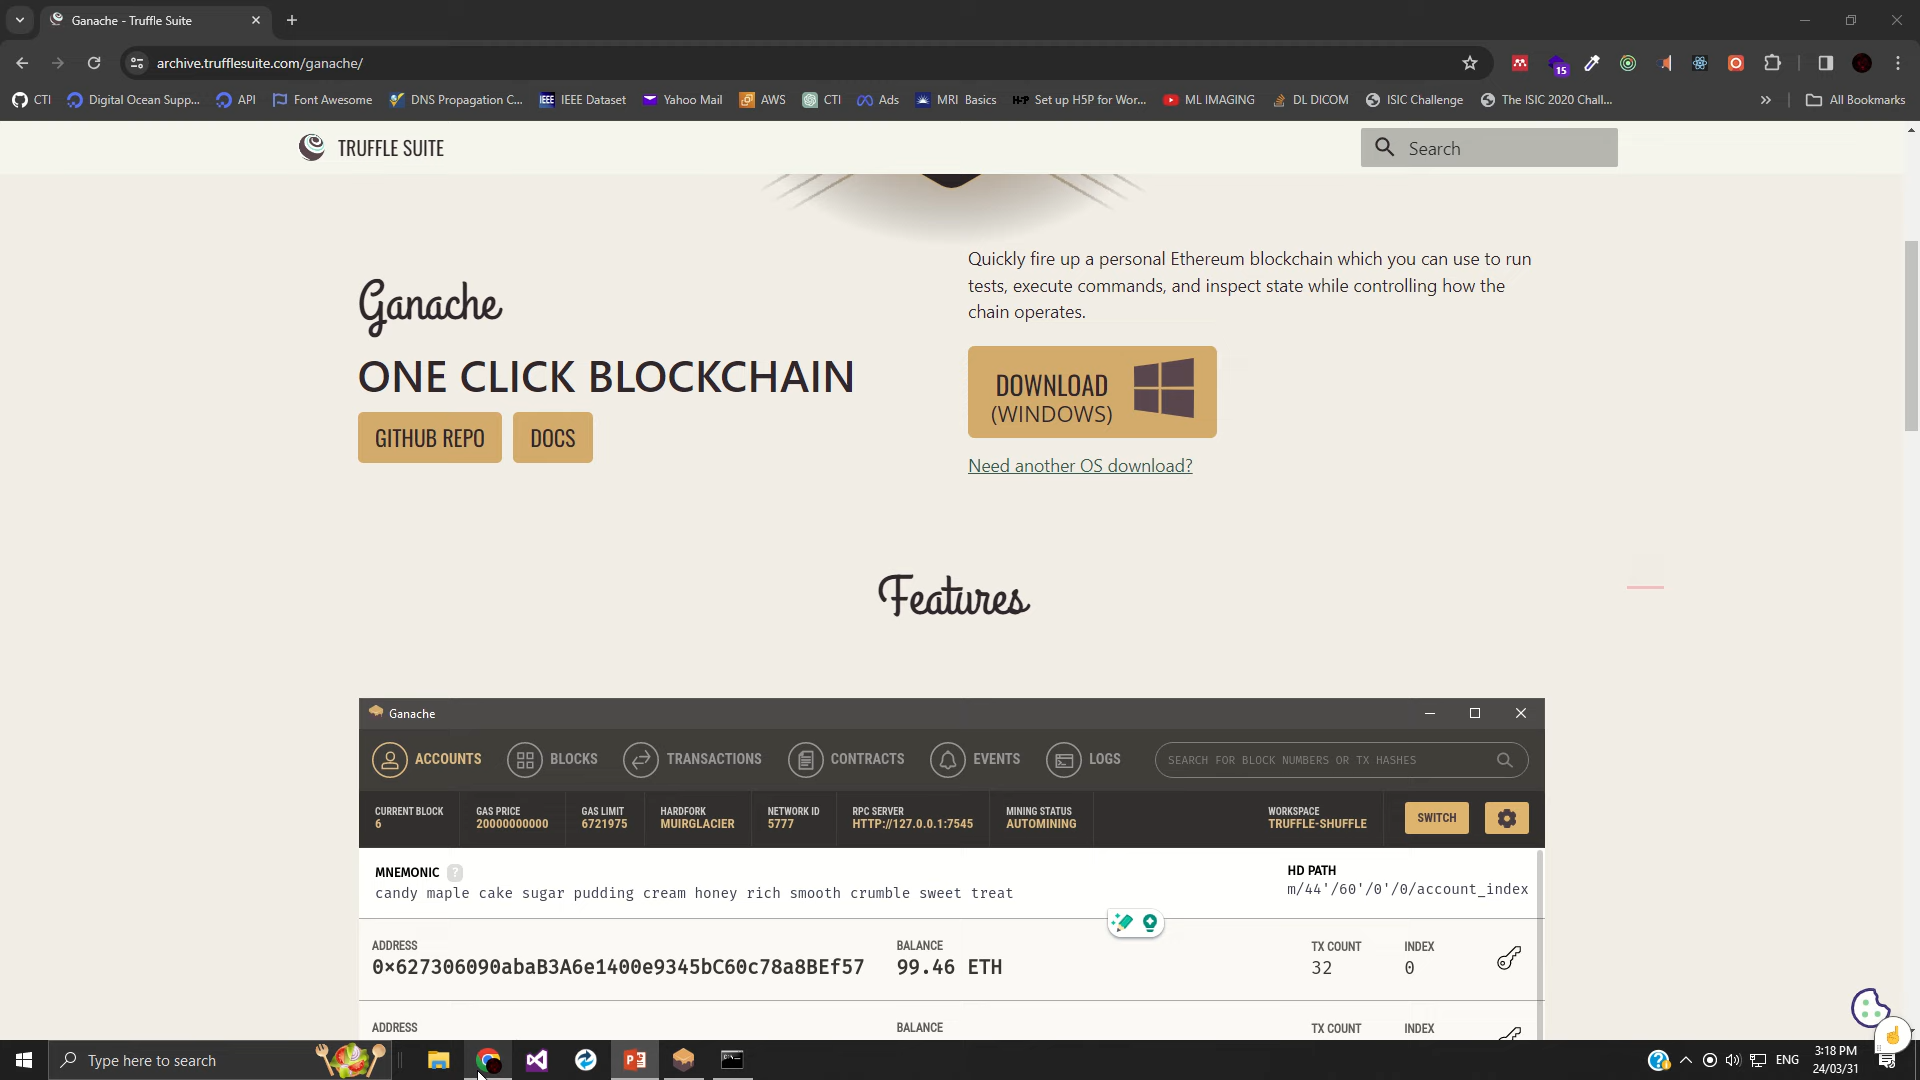 Ganache - Truffle Suite
archive.trufflesuite.com/ganache/
15
CTI
Digital Ocean Supp...
API
Font Awesome
DNS Propagation C...
IEEE Dataset
Yahoo Mail
AWS
CTI
Ads
MRI Basics
H-P Set up H5P for Wor...
ML IMAGING
DL DICOM
ISIC Challenge
The ISIC 2020 Chall...
All Bookmarks
TRUFFLE SUITE
Search
Quickly fire up a personal Ethereum blockchain which you can use to run
tests, execute commands, and inspect state while controlling how the
chain operates.
Ganache
ONE CLICK BLOCKCHAIN
GITHUB REPO
DOCS
DOWNLOAD
(WINDOWS)
Need another OS download?
Features
Ganache
ACCOUNTS
BLOCKS
TRANSACTIONS
CONTRACTS
EVENTS
LOGS
SEARCH FOR BLOCK NUMBERS OR TX HASHES
CURRENT BLOCK
6
GAS PRICE
20000000000
GAS LIMIT
6721975
HARDFORK
MUIRGLACIER
NETWORK ID
5777
RPC SERVER
HTTP://127.0.0.1:7545
MINING STATUS
AUTOMINING
WORKSPACE
TRUFFLE-SHUFFLE
SWITCH
MNEMONIC ?
candy maple cake sugar pudding cream honey rich smooth crumble sweet treat
HD PATH
m/44'/60'/0'/0/account_index
ADDRESS
0×627306090abaB3A6e1400e9345bC60c78a8BEf57
BALANCE
99.46 ETH
TX COUNT
32
INDEX
0
ADDRESS
BALANCE
TX COUNT
INDEX
Type here to search
ENG
3:18 PM
24/03/31